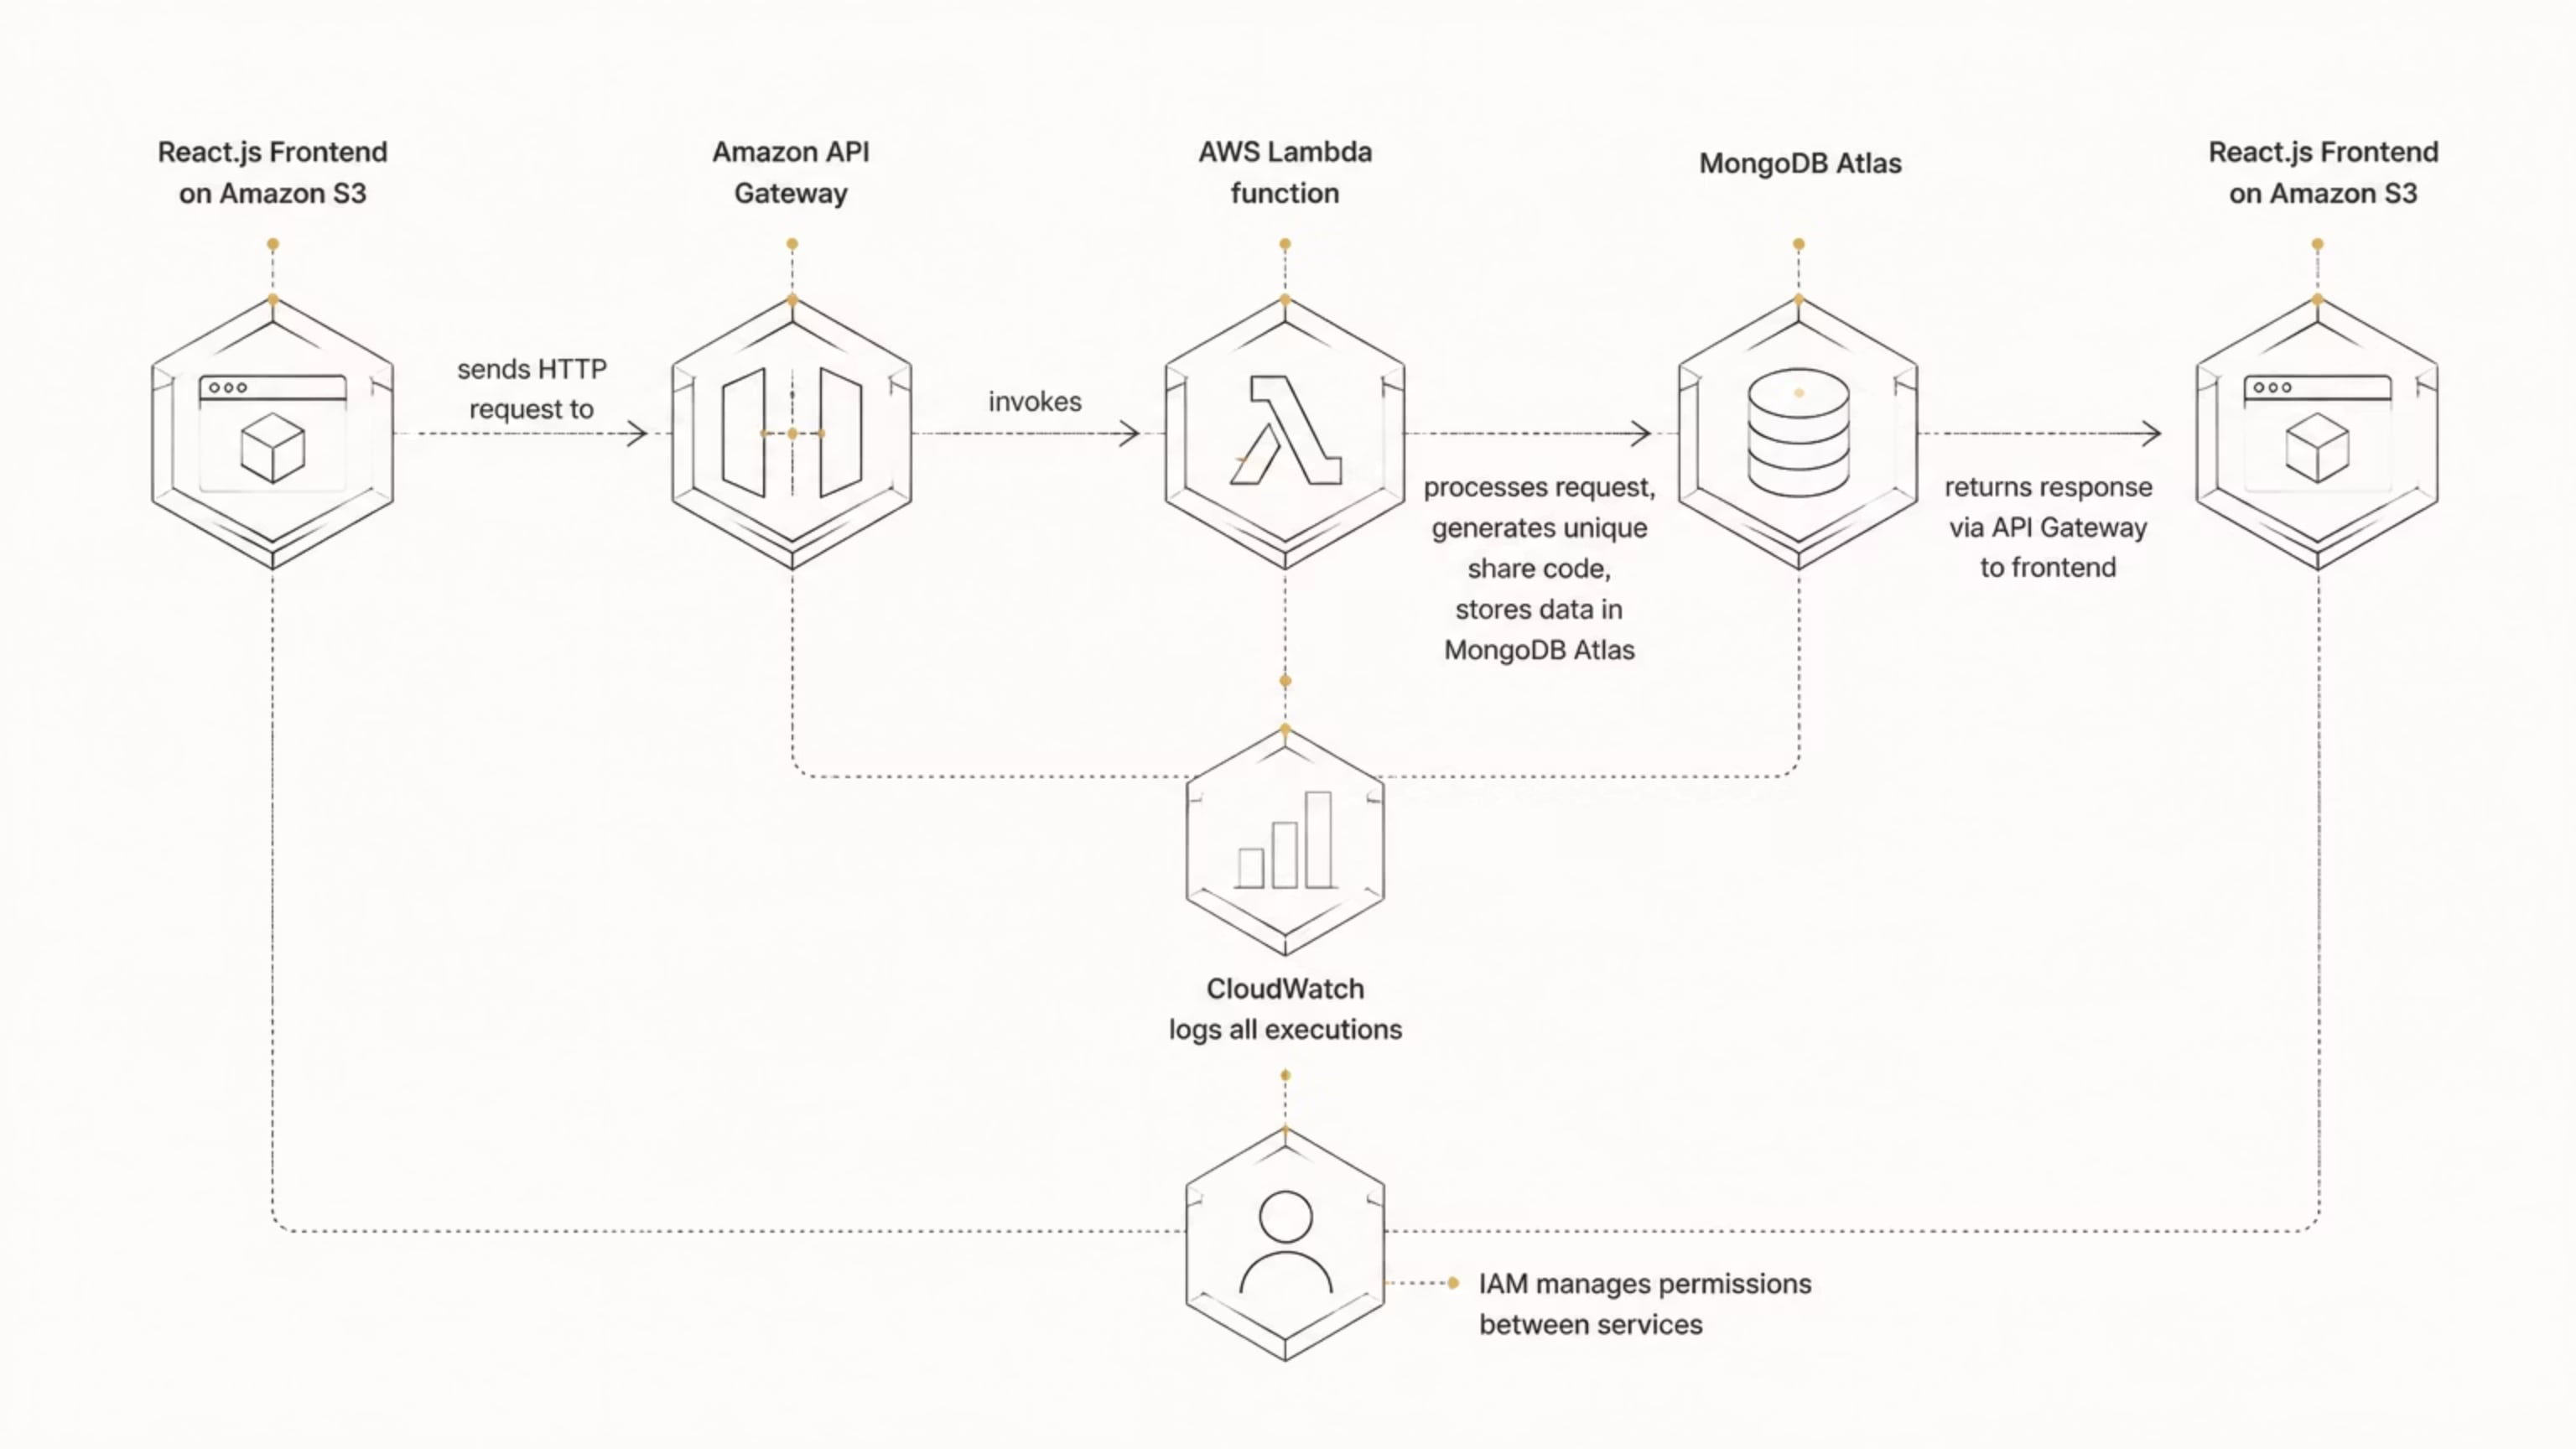 React.js Frontend
on Amazon S3
Amazon API
Gateway
AWS Lambda
function
MongoDB Atlas
React.js Frontend
on Amazon S3
sends HTTP
request to
invokes
processes request,
generates unique
share code,
stores data in
MongoDB Atlas
returns response
via API Gateway
to frontend
CloudWatch
logs all executions
IAM manages permissions
between services